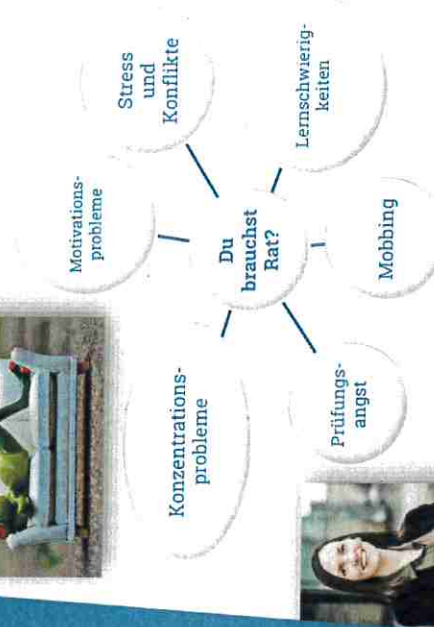 Motivations-
probleme
Stress
und
Konflikte
Konzentrations-
probleme
Du
brauchst
Rat?
Lernschwierig-
keiten
Prüfungs-
angst
Mobbing